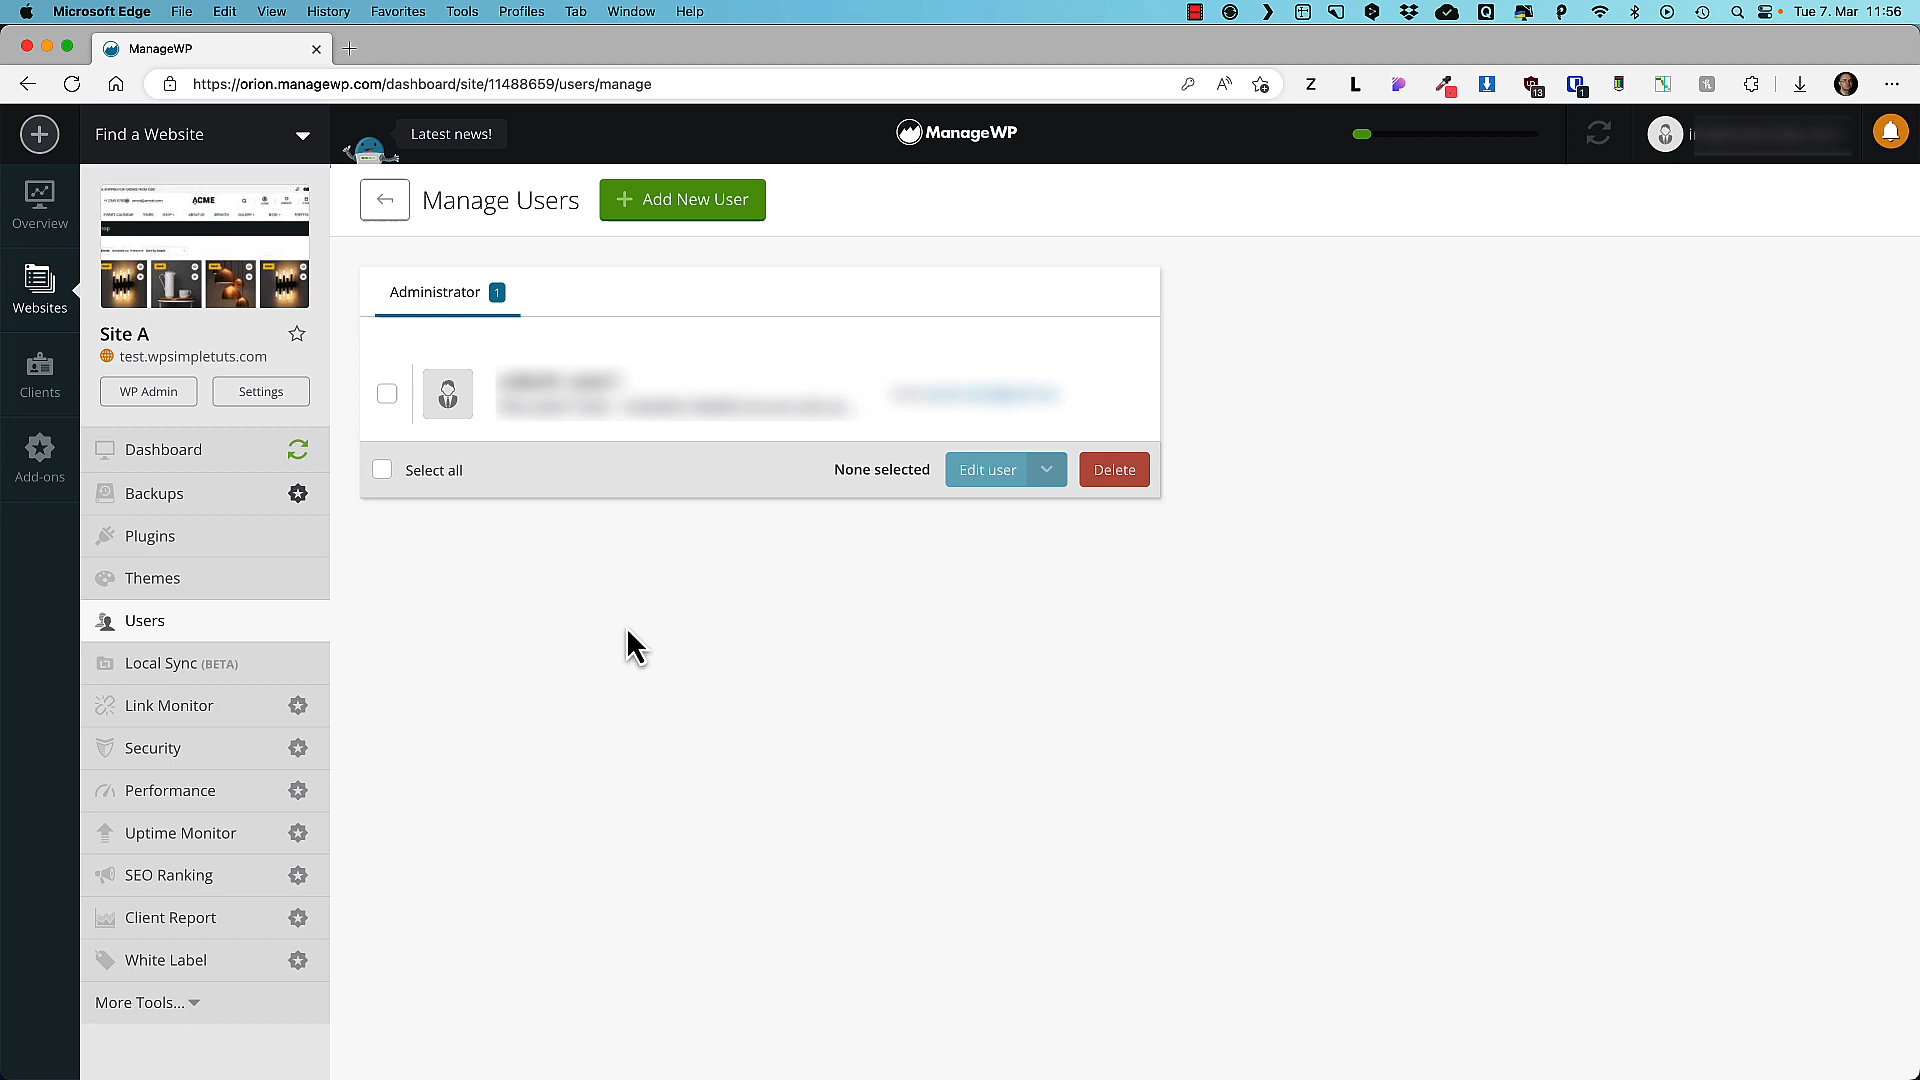 Microsoft Edge File Edit View History Favorites Tools Profiles Tab Window Help Tue 7. Mar 11:56
ManageWP
https://orion.managewp.com/dashboard/site/11488659/users/manage
Z L 13 1
Find a Website
Latest news!
ManageWP
Overview
Websites
Clients
Add-ons
ACME
Site A
test.wpsimpletuts.com
WP Admin Settings
Dashboard
Backups
Plugins
Themes
Users
Local Sync (BETA)
Link Monitor
Security
Performance
Uptime Monitor
SEO Ranking
Client Report
White Label
More Tools...
Manage Users
Add New User
Administrator 1
Select all
None selected
Edit user
Delete